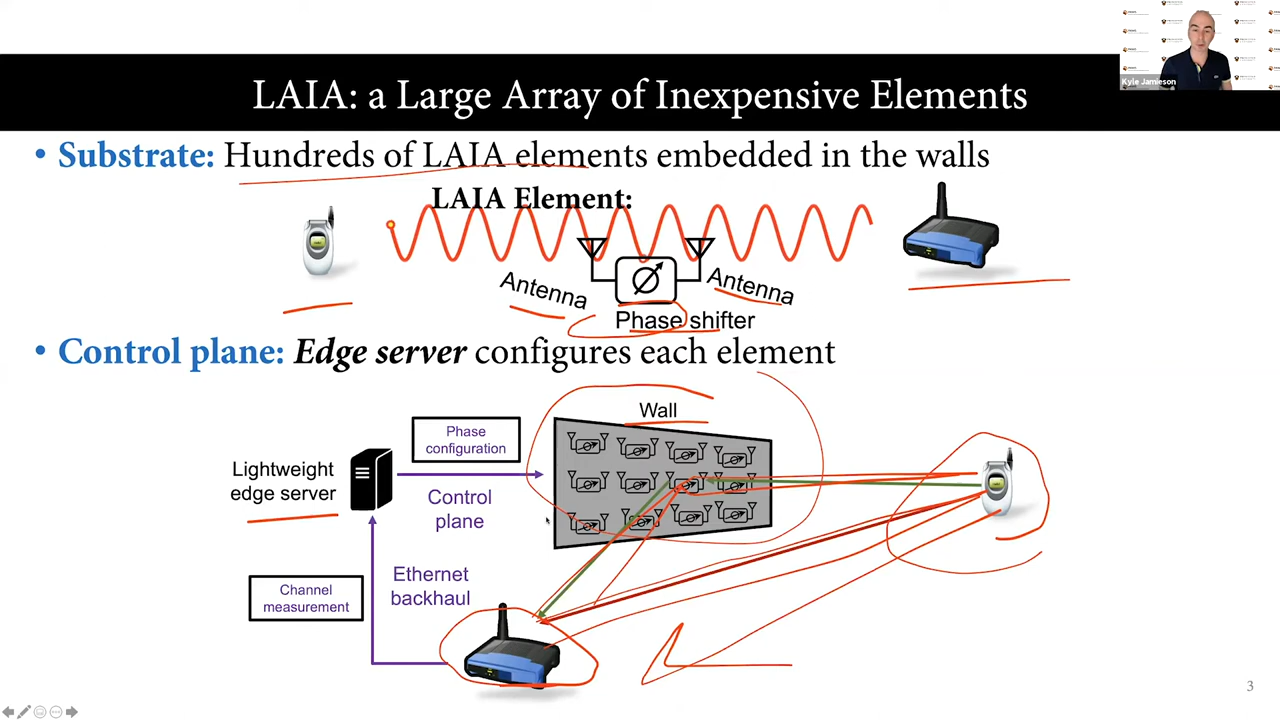 Kyle Jamieson
LAIA: a Large Array of Inexpensive Elements
• Substrate: Hundreds of LAIA elements embedded in the walls
LAIA Element:
Antenna
Antenna
Phase shifter
• Control plane: Edge server configures each element
Wall
Phase
configuration
Lightweight
edge server
Control
plane
Ethernet
backhaul
Channel
measurement
3